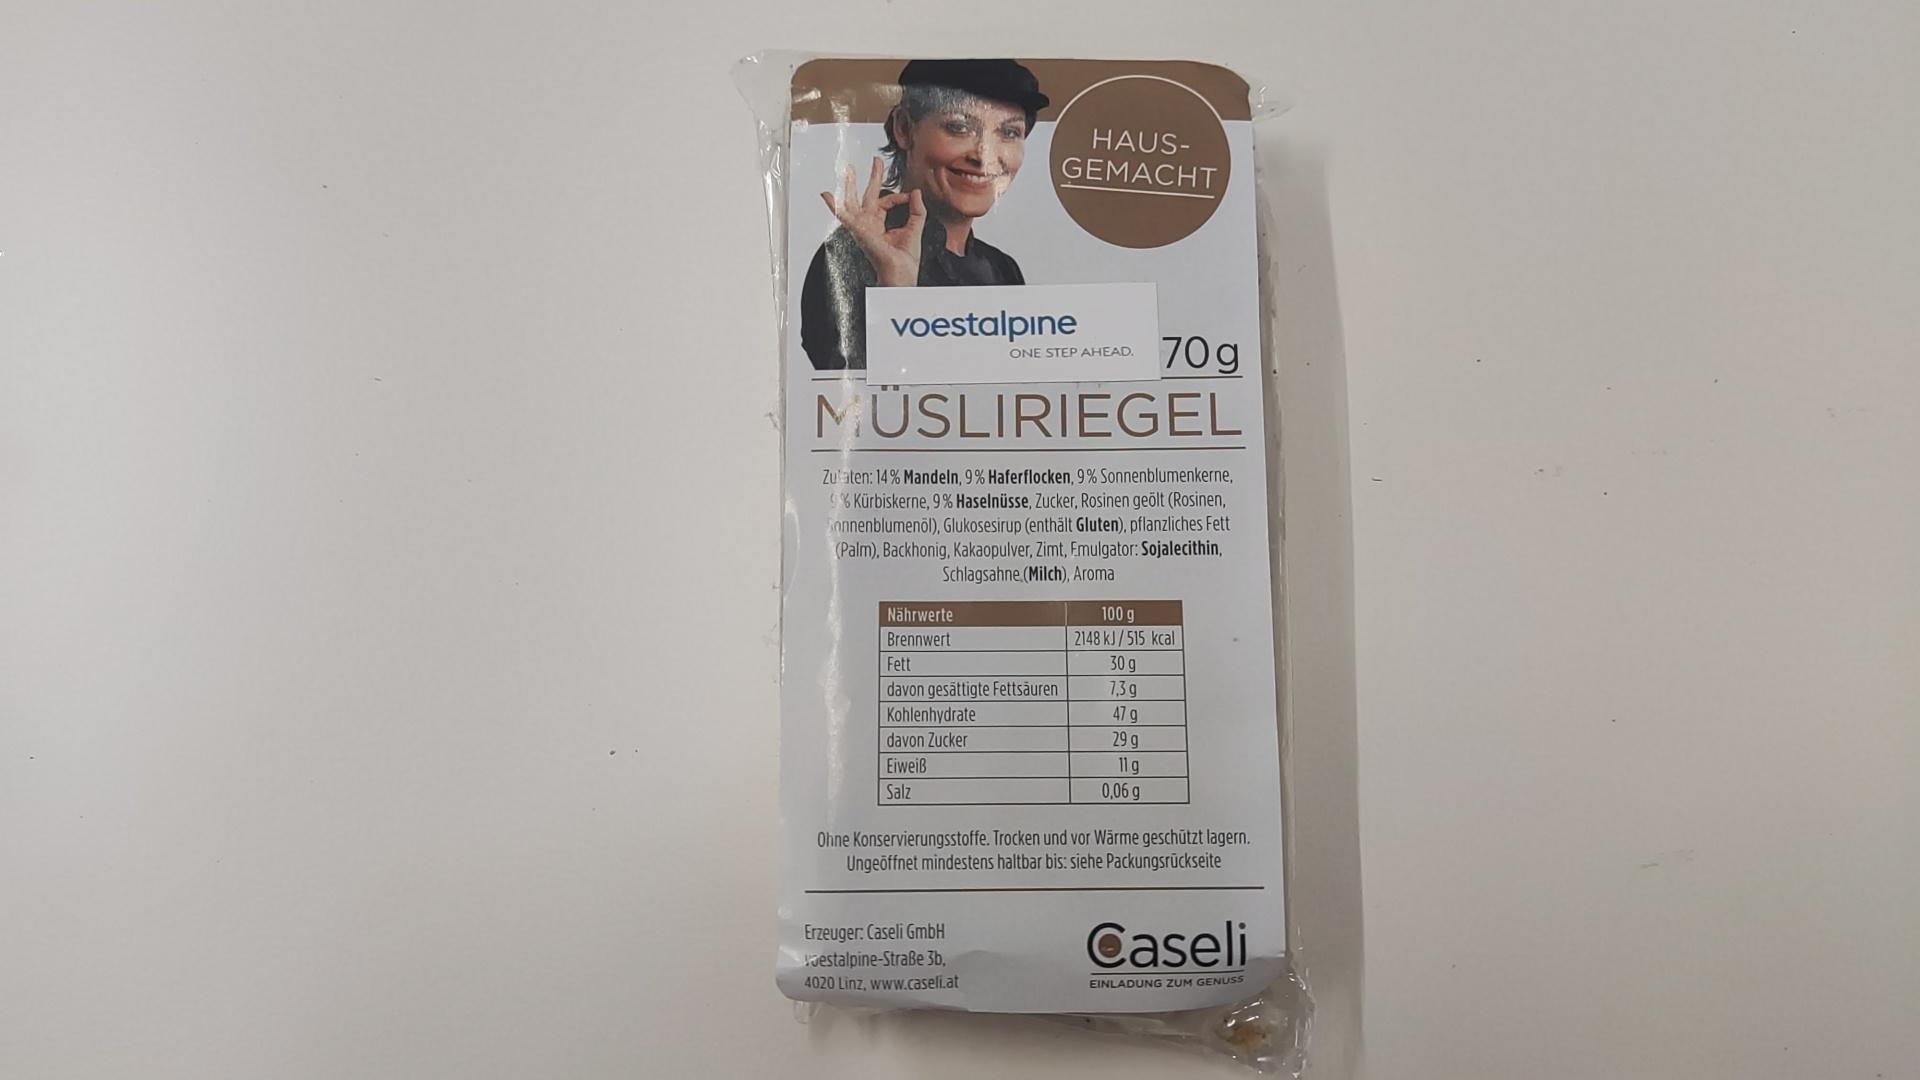 HAUS-
GEMACHT
voestalpine
ONE STEP AHEAD.
70 g
MÜSLIRIEGEL
Zutaten: 14 % Mandeln, 9 % Haferflocken, 9 % Sonnenblumenkerne,
9 % Kürbiskerne, 9 % Haselnüsse, Zucker, Rosinen geölt (Rosinen,
Sonnenblumenöl), Glukosesirup (enthält Gluten), pflanzliches Fett
(Palm), Backhonig, Kakaopulver, Zimt, Emulgator: Sojalecithin,
Schlagsahne (Milch), Aroma
Nährwerte 100 g
Brennwert 2148 kJ / 515 kcal
Fett 30 g
davon gesättigte Fettsäuren 7,3 g
Kohlenhydrate 47 g
davon Zucker 29 g
Eiweiß 11 g
Salz 0,06 g
Ohne Konservierungsstoffe. Trocken und vor Wärme geschützt lagern.
Ungeöffnet mindestens haltbar bis: siehe Packungsrückseite
Erzeuger: Caseli GmbH
voestalpine-Straße 3b,
4020 Linz, www.caseli.at
Caseli
EINLADUNG ZUM GENUSS